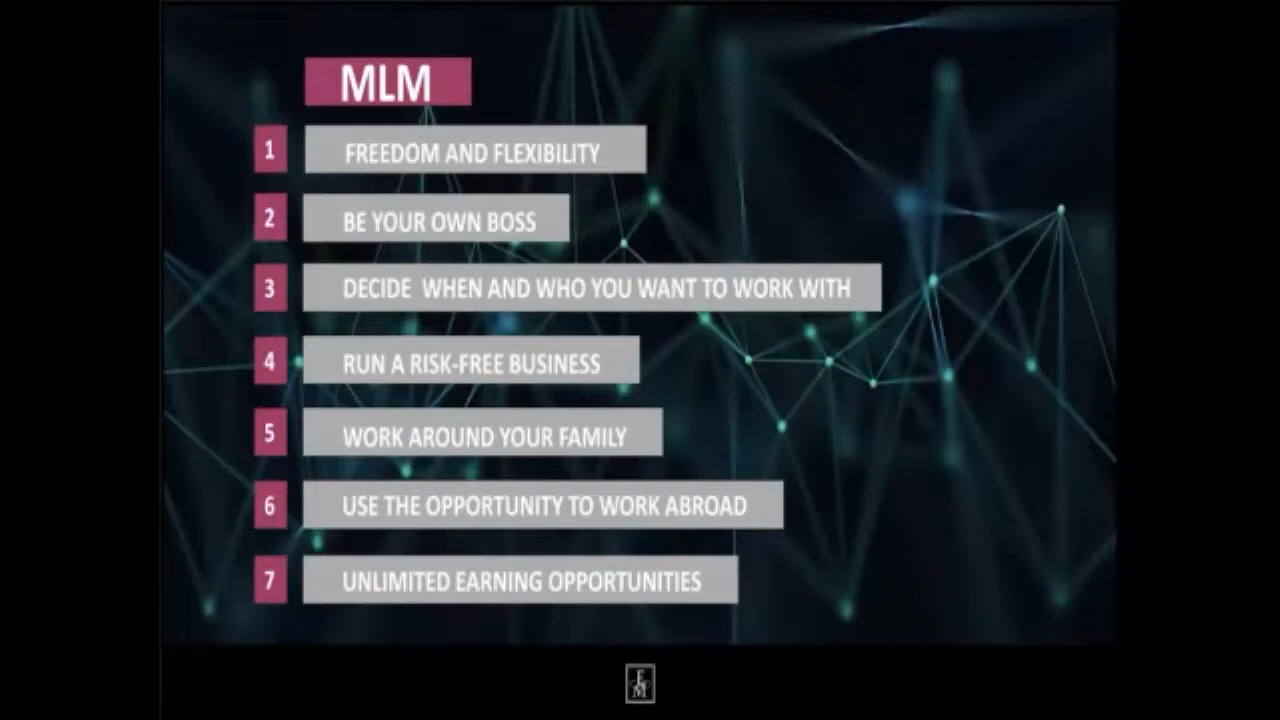 MLM
1 FREEDOM AND FLEXIBILITY
2 BE YOUR OWN BOSS
3 DECIDE WHEN AND WHO YOU WANT TO WORK WITH
4 RUN A RISK-FREE BUSINESS
5 WORK AROUND YOUR FAMILY
6 USE THE OPPORTUNITY TO WORK ABROAD
7 UNLIMITED EARNING OPPORTUNITIES
FM